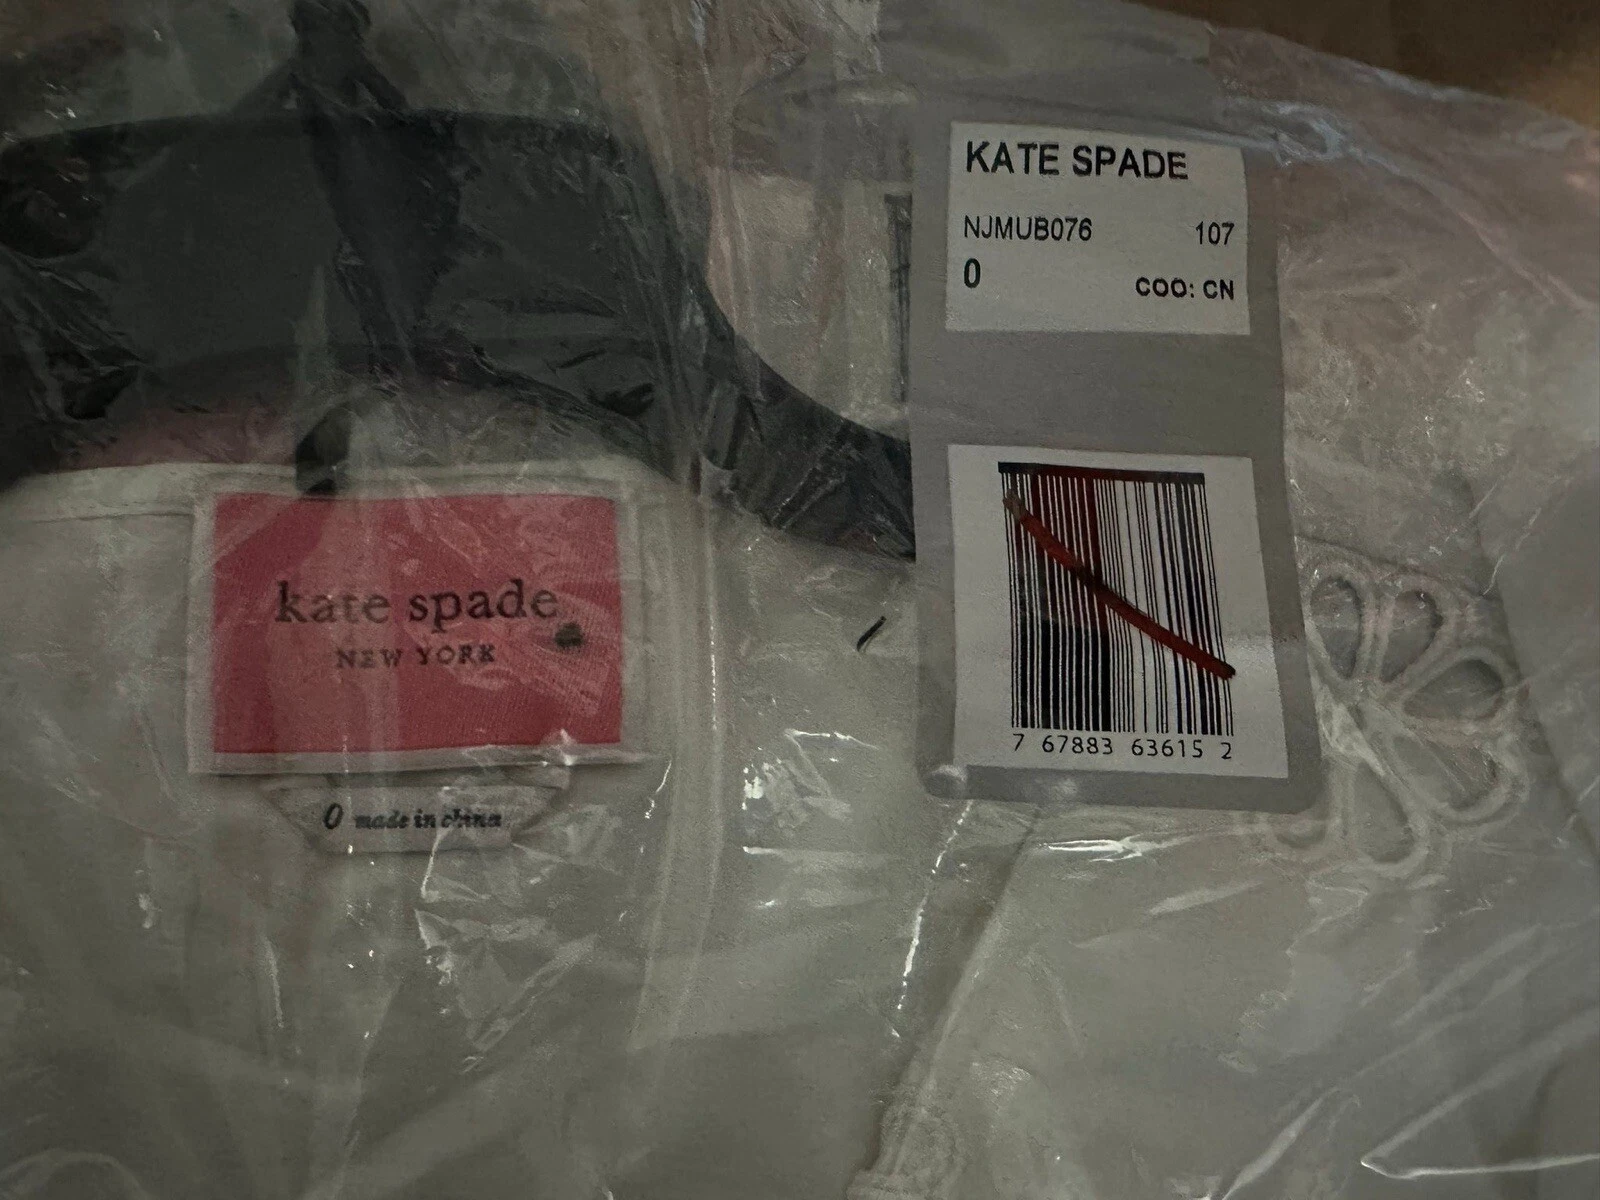 KATE SPADE
NJMUB076 107
0 COO: CN
7 67883 63615 2
kate spade
NEW YORK
0 made in china